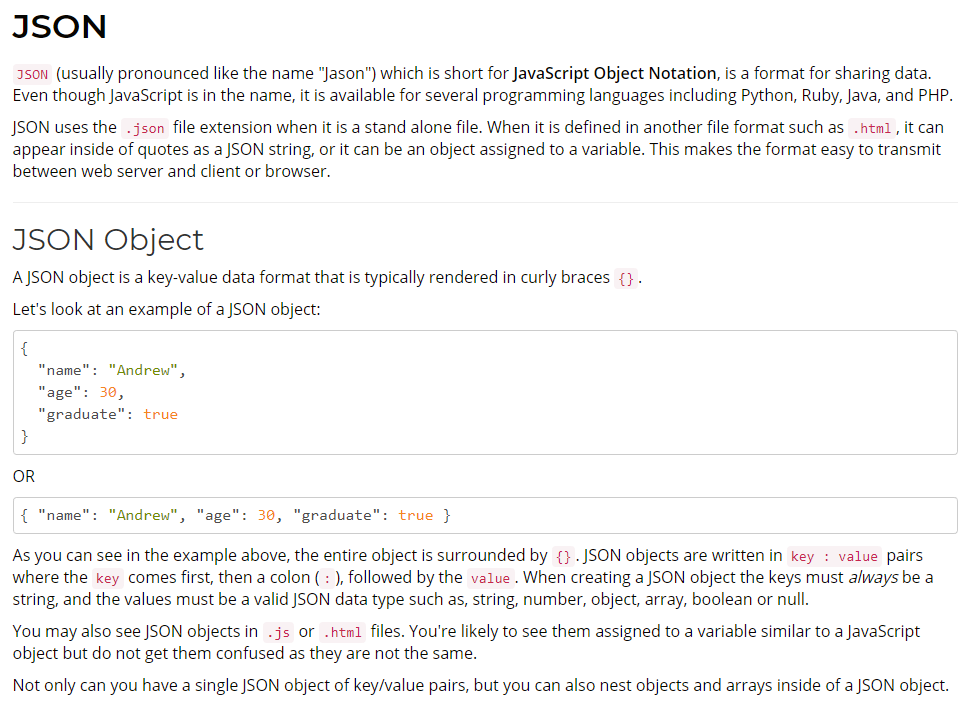 JSON
JSON (usually pronounced like the name "Jason") which is short for JavaScript Object Notation, is a format for sharing data.
Even though JavaScript is in the name, it is available for several programming languages including Python, Ruby, Java, and PHP.
JSON uses the .json file extension when it is a stand alone file. When it is defined in another file format such as .html, it can
appear inside of quotes as a JSON string, or it can be an object assigned to a variable. This makes the format easy to transmit
between web server and client or browser.
JSON Object
A JSON object is a key-value data format that is typically rendered in curly braces {}.
Let's look at an example of a JSON object:
{
  "name": "Andrew",
  "age": 30,
  "graduate": true
}
OR
{ "name": "Andrew", "age": 30, "graduate": true }
As you can see in the example above, the entire object is surrounded by {}. JSON objects are written in key : value pairs
where the key comes first, then a colon (:), followed by the value. When creating a JSON object the keys must always be a
string, and the values must be a valid JSON data type such as, string, number, object, array, boolean or null.
You may also see JSON objects in .js or .html files. You're likely to see them assigned to a variable similar to a JavaScript
object but do not get them confused as they are not the same.
Not only can you have a single JSON object of key/value pairs, but you can also nest objects and arrays inside of a JSON object.